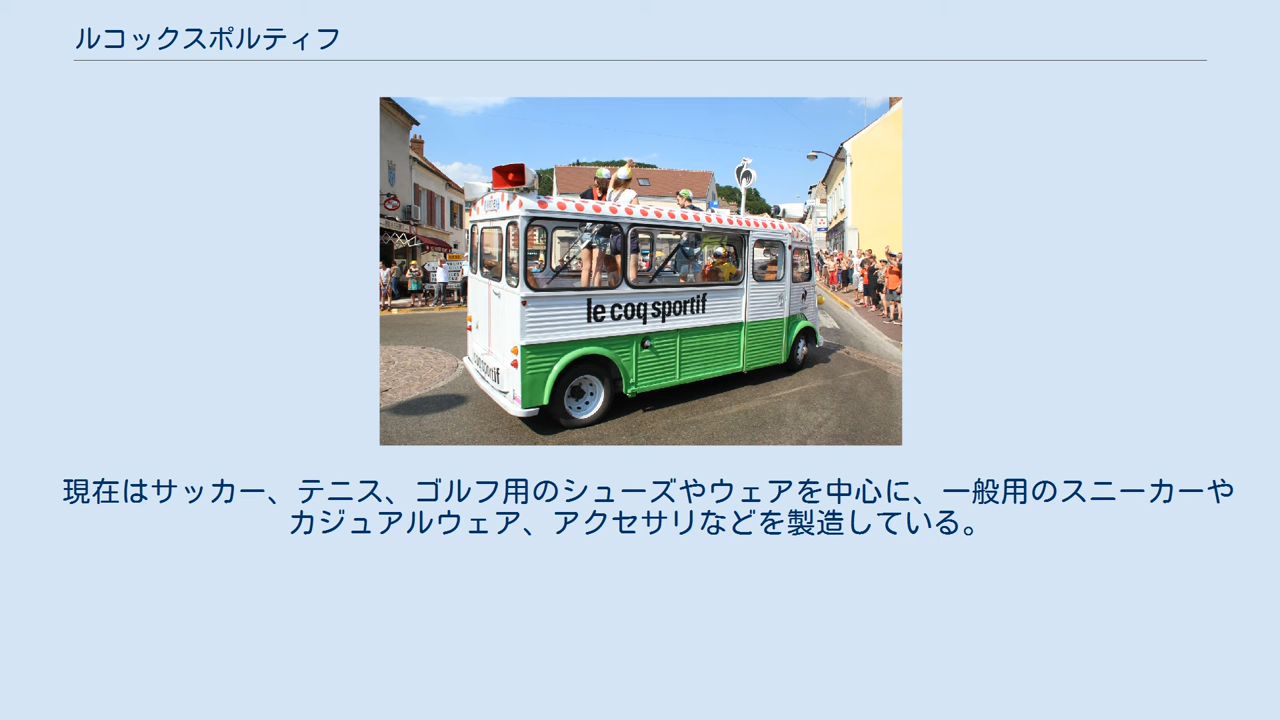 ルコックスポルティフ
le coq sportif
現在はサッカー、テニス、ゴルフ用のシューズやウェアを中心に、一般用のスニーカーや
カジュアルウェア、アクセサリなどを製造している。